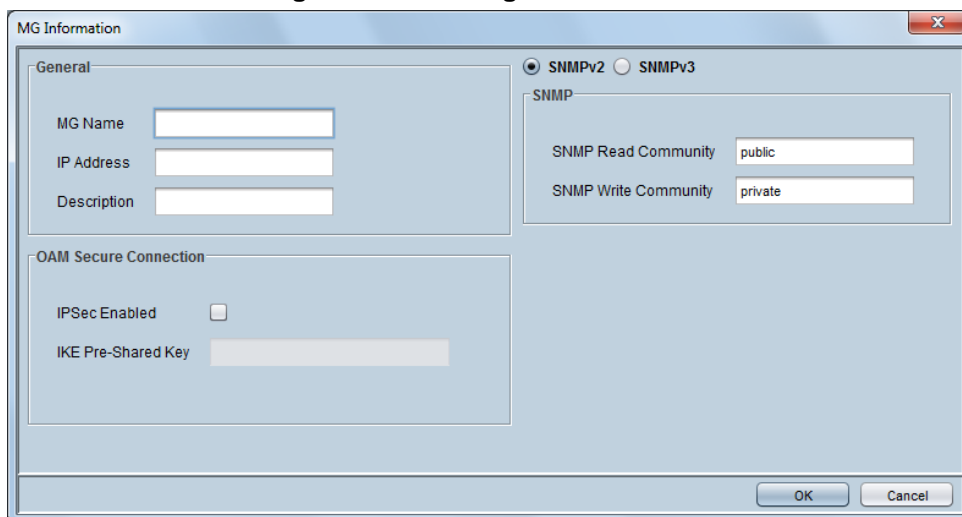 MG Information
General
MG Name
IP Address
Description
OAM Secure Connection
IPSec Enabled
IKE Pre-Shared Key
SNMPv2 SNMPv3
SNMP
SNMP Read Community public
SNMP Write Community private
OK Cancel